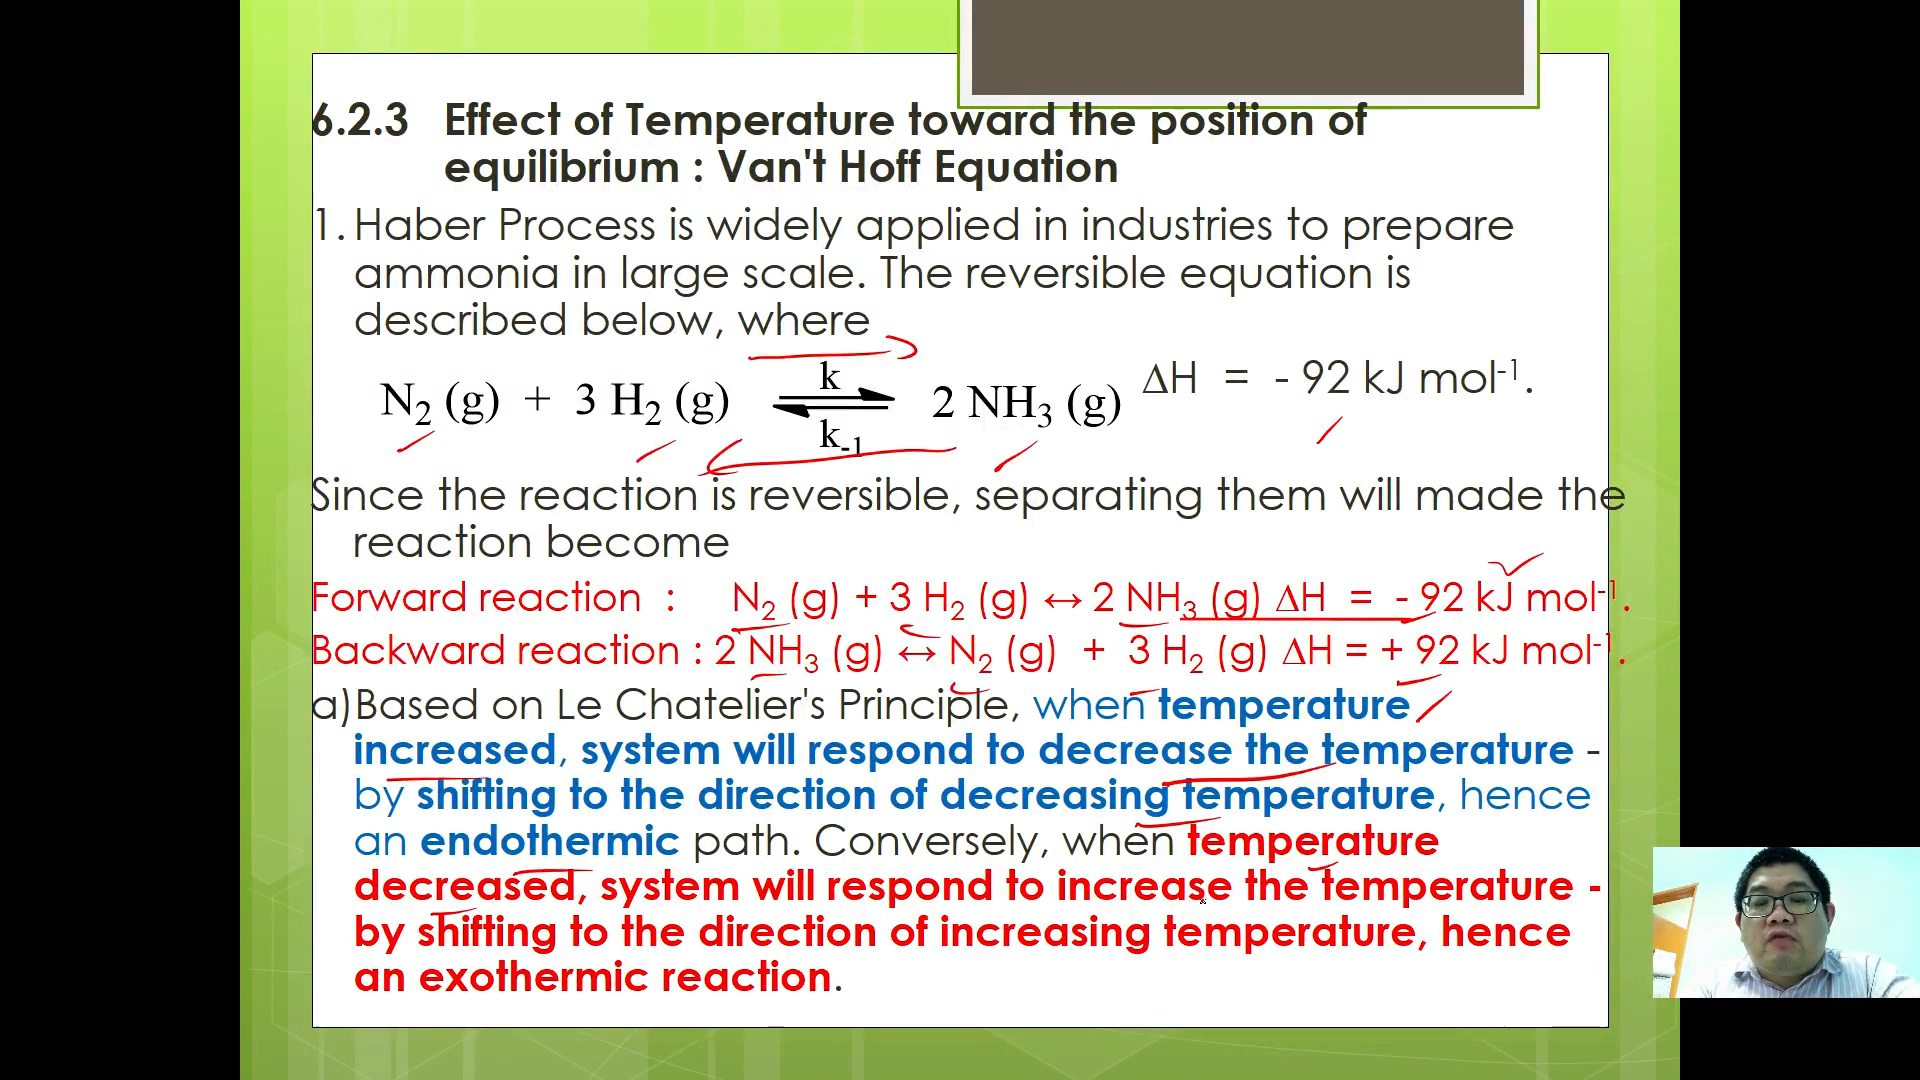 6.2.3 Effect of Temperature toward the position of
equilibrium : Van't Hoff Equation
1. Haber Process is widely applied in industries to prepare
ammonia in large scale. The reversible equation is
described below, where
N₂ (g) + 3 H₂ (g) k ⇌ k₋₁ 2 NH₃ (g) ΔH = - 92 kJ mol⁻¹.
Since the reaction is reversible, separating them will made the
reaction become
Forward reaction : N₂ (g) + 3 H₂ (g) ↔ 2 NH₃ (g) ΔH = - 92 kJ mol⁻¹.
Backward reaction : 2 NH₃ (g) ↔ N₂ (g) + 3 H₂ (g) ΔH = + 92 kJ mol⁻¹.
a)Based on Le Chatelier's Principle, when temperature
increased, system will respond to decrease the temperature -
by shifting to the direction of decreasing temperature, hence
an endothermic path. Conversely, when temperature
decreased, system will respond to increase the temperature -
by shifting to the direction of increasing temperature, hence
an exothermic reaction.